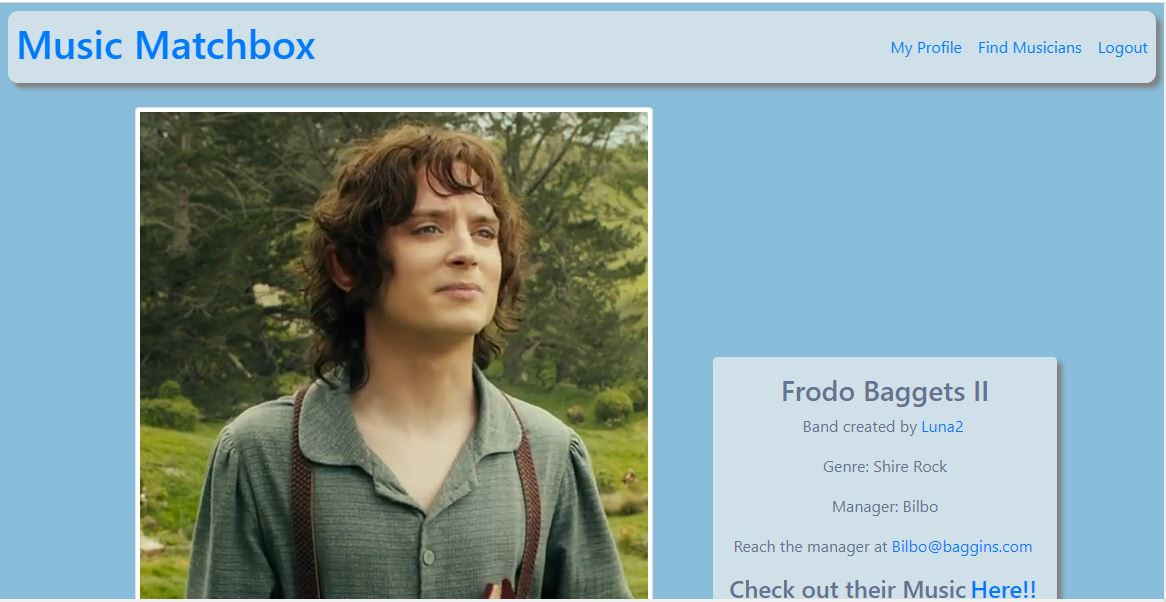 Music Matchbox
My Profile Find Musicians Logout
Frodo Baggets II
Band created by Luna2
Genre: Shire Rock
Manager: Bilbo
Reach the manager at Bilbo@baggins.com
Check out their Music Here!!